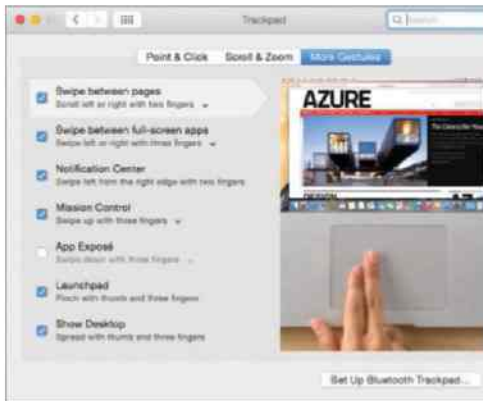 Trackpad
Search
Point & Click Scroll & Zoom More Gestures
Swipe between pages
Scroll left or right with two fingers
Swipe between full-screen apps
Swipe left or right with three fingers
Notification Center
Swipe left from the right edge with two fingers
Mission Control
Swipe up with three fingers
App Exposé
Swipe down with three fingers
Launchpad
Pinch with thumb and three fingers
Show Desktop
Spread with thumb and three fingers
AZURE
DESIGN
Set Up Bluetooth Trackpad...